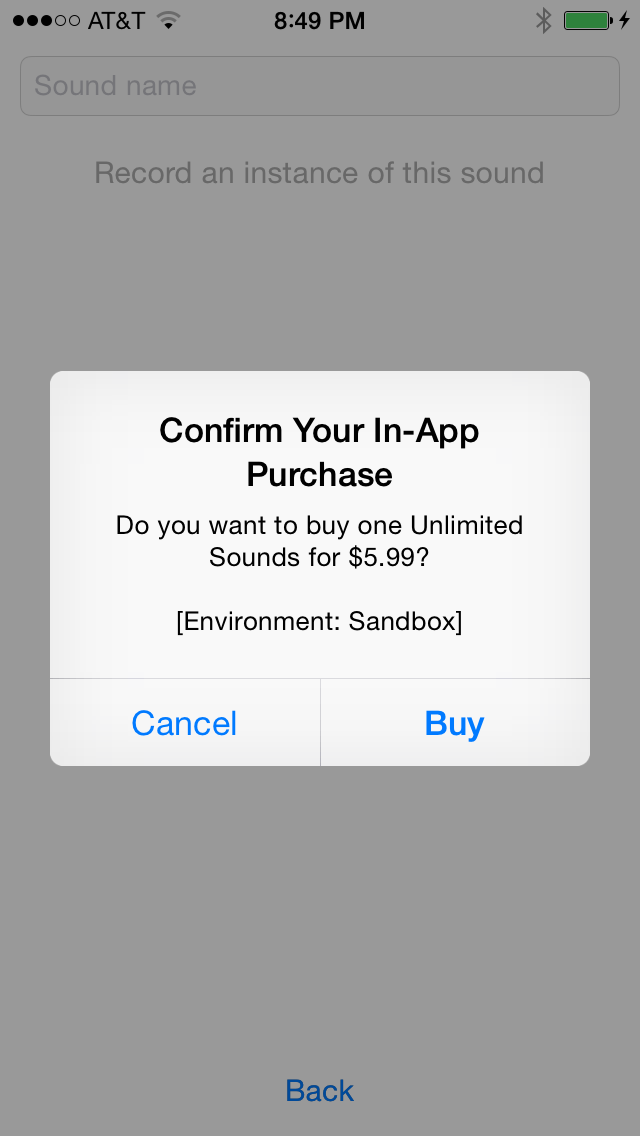 AT&T 8:49 PM
Sound name
Record an instance of this sound
Confirm Your In-App
Purchase
Do you want to buy one Unlimited
Sounds for $5.99?
[Environment: Sandbox]
Cancel Buy
Back